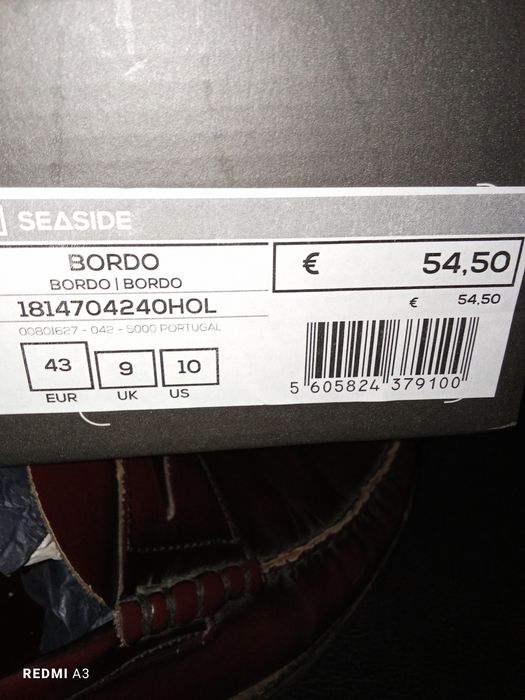 SEASIDE
BORDO
BORDO | BORDO
1814704240HOL
00801627 - 042 - 5000 PORTUGAL
43
9
10
EUR
UK
US
€ 54,50
€ 54,50
5 605824 379100
REDMI A3